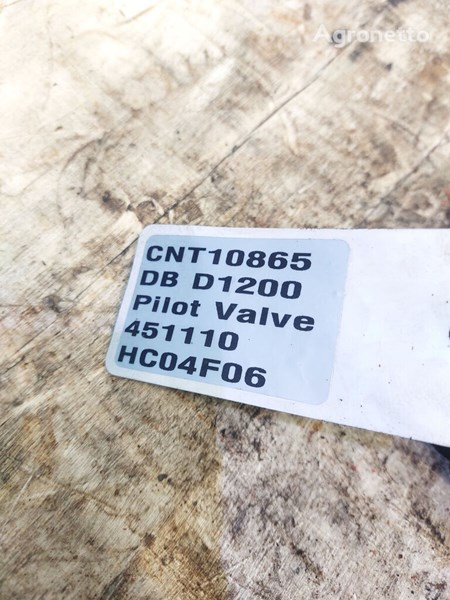 Agronetto
CNT10865
DB D1200
Pilot Valve
451110
HC04F06